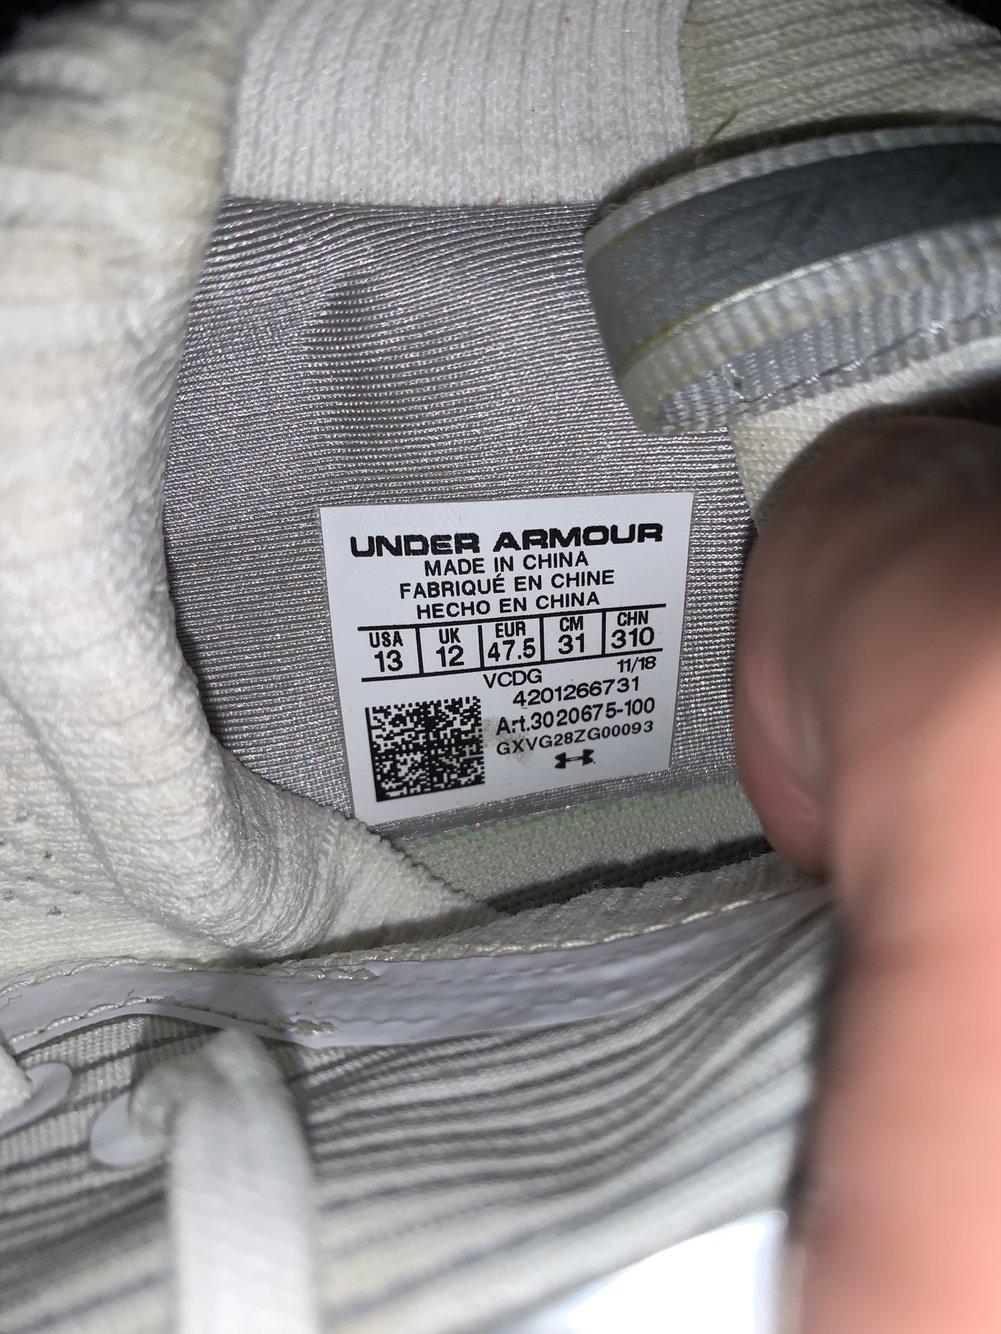 UNDER ARMOUR
MADE IN CHINA
FABRIQUÉ EN CHINE
HECHO EN CHINA
USA UK EUR CM CHN
13 12 47.5 31 310
VCDG 11/18
4201266731
Art.3020675-100
GXVG28ZG00093